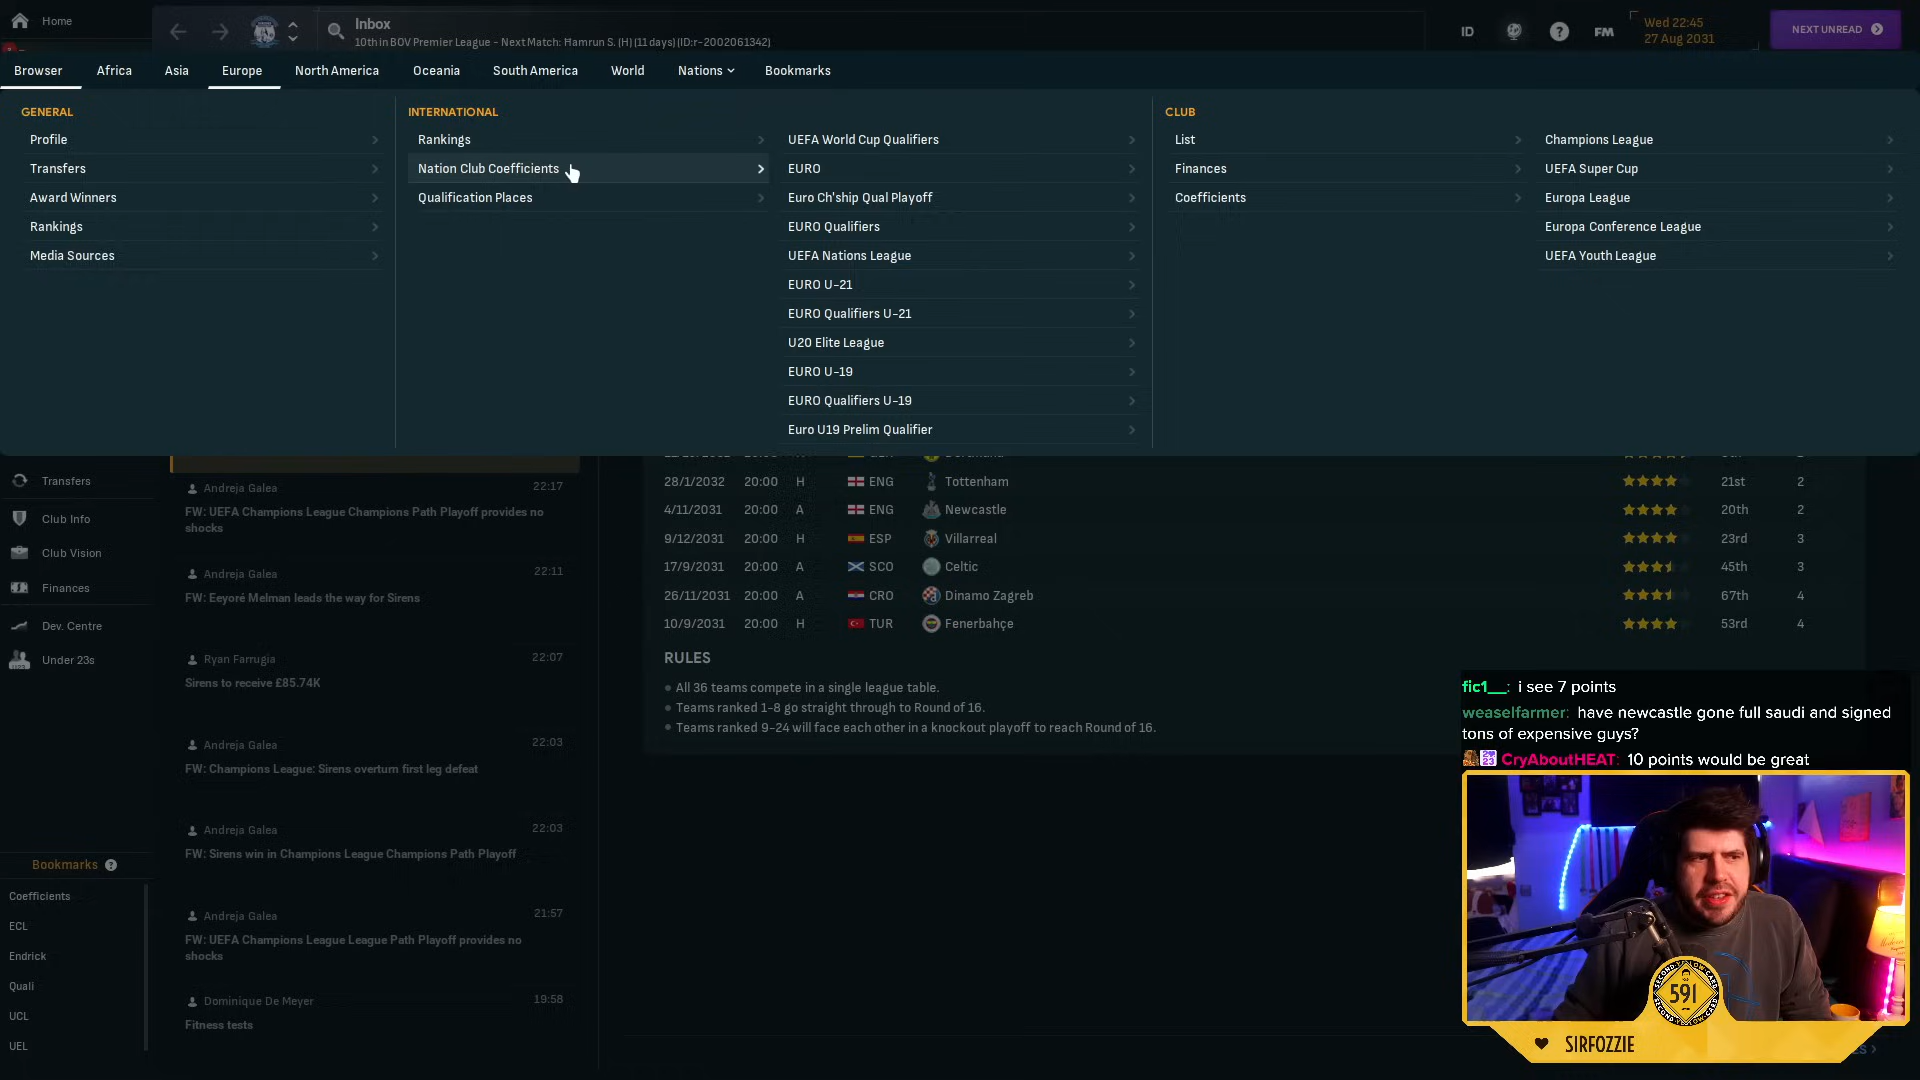 Home
Inbox
10th in BOV Premier League - Next Match: Ħamrun S. (H) (11 days) (ID:r-2002061342)
ID
FM
Wed 22:45
27 Aug 2031
NEXT UNREAD
Browser
Africa
Asia
Europe
North America
Oceania
South America
World
Nations
Bookmarks
GENERAL
Profile
Transfers
Award Winners
Rankings
Media Sources
INTERNATIONAL
Rankings
Nation Club Coefficients
Qualification Places
UEFA World Cup Qualifiers
EURO
Euro Ch'ship Qual Playoff
EURO Qualifiers
UEFA Nations League
EURO U-21
EURO Qualifiers U-21
U20 Elite League
EURO U-19
EURO Qualifiers U-19
Euro U19 Prelim Qualifier
CLUB
List
Finances
Coefficients
Champions League
UEFA Super Cup
Europa League
Europa Conference League
UEFA Youth League
Transfers
Club Info
Club Vision
Finances
Dev. Centre
Under 23s
Bookmarks ?
Coefficients
ECL
Endrick
Quali
UCL
UEL
Andreja Galea 22:17
FW: UEFA Champions League Champions Path Playoff provides no
shocks
Andreja Galea 22:11
FW: Eeyoré Melman leads the way for Sirens
Ryan Farrugia 22:07
Sirens to receive £85.74K
Andreja Galea 22:03
FW: Champions League: Sirens overturn first leg defeat
Andreja Galea 22:03
FW: Sirens win in Champions League Champions Path Playoff
Andreja Galea 21:57
FW: UEFA Champions League League Path Playoff provides no
shocks
Dominique De Meyer 19:58
Fitness tests
28/1/2032 20:00 H ENG Tottenham 21st 2
4/11/2031 20:00 A ENG Newcastle 20th 2
9/12/2031 20:00 H ESP Villarreal 23rd 3
17/9/2031 20:00 A SCO Celtic 45th 3
26/11/2031 20:00 A CRO Dinamo Zagreb 67th 4
10/9/2031 20:00 H TUR Fenerbahçe 53rd 4
RULES
All 36 teams compete in a single league table.
Teams ranked 1-8 go straight through to Round of 16.
Teams ranked 9-24 will face each other in a knockout playoff to reach Round of 16.
fic1__: i see 7 points
weaselfarmer: have newcastle gone full saudi and signed
tons of expensive guys?
CryAboutHEAT: 10 points would be great
SECOND YELLOW CARD
591
SIRFOZZIE